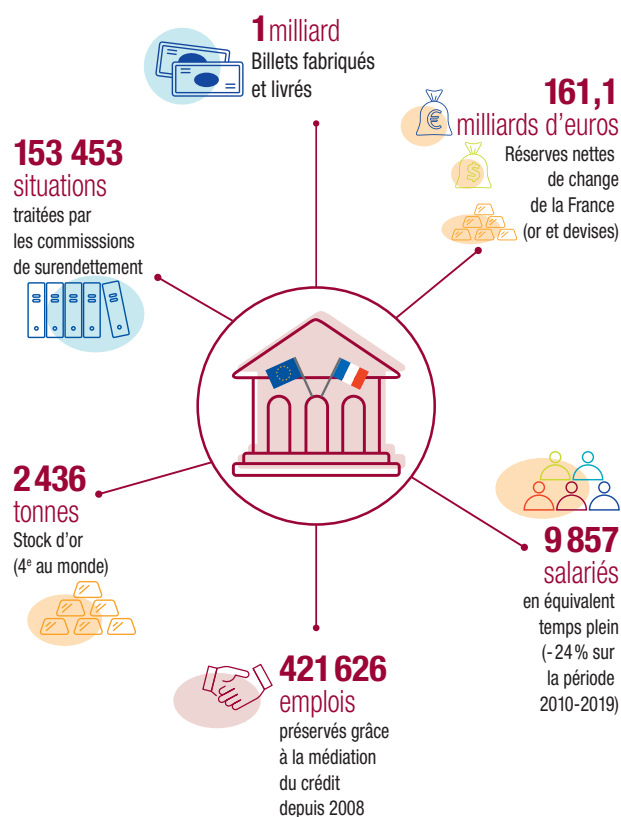 1 milliard
Billets fabriqués
et livrés
161,1
milliards d’euros
Réserves nettes
de change
de la France
(or et devises)
153 453
situations
traitées par
les commisssions
de surendettement
2 436
tonnes
Stock d’or
(4e au monde)
9 857
salariés
en équivalent
temps plein
(- 24 % sur
la période
2010-2019)
421 626
emplois
préservés grâce
à la médiation
du crédit
depuis 2008